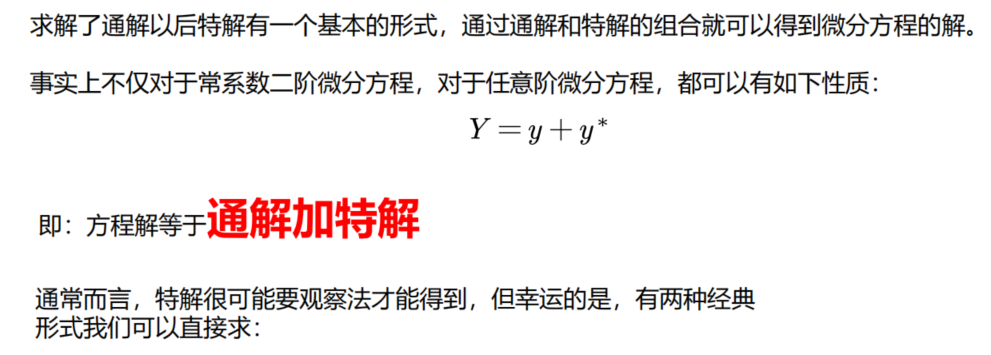 求解了通解以后特解有一个基本的形式，通过通解和特解的组合就可以得到微分方程的解。
事实上不仅对于常系数二阶微分方程，对于任意阶微分方程，都可以有如下性质：
Y = y + y*
即：方程解等于通解加特解
通常而言，特解很可能要观察法才能得到，但幸运的是，有两种经典
形式我们可以直接求：